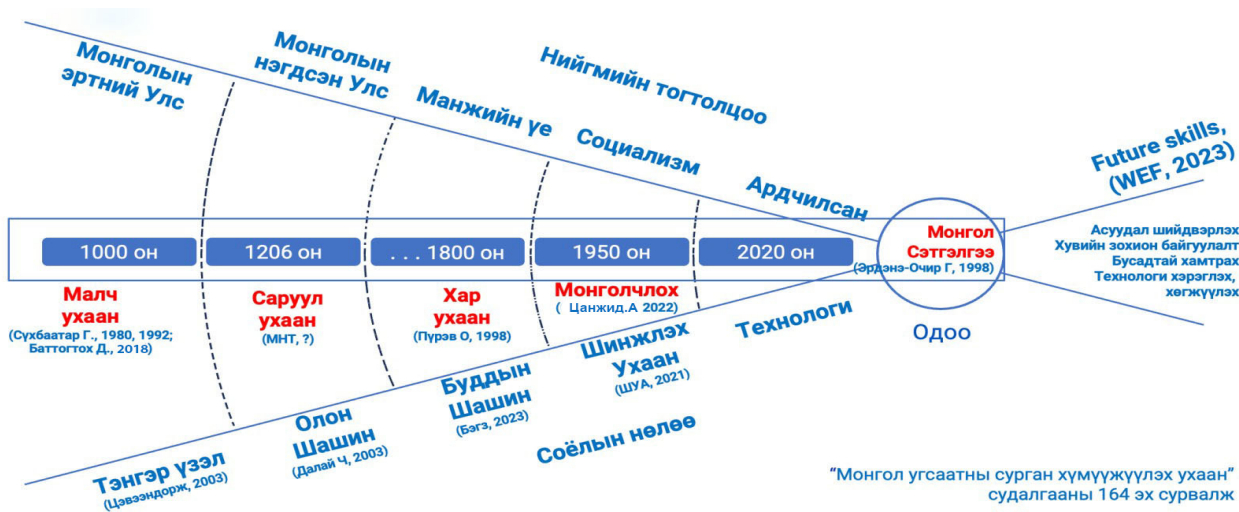 Монголын
эртний Улс
Монголын
нэгдсэн Улс
Манжийн үе
Социализм
Ардчилсан
Нийгмийн тогтолцоо
Future skills,
(WEF, 2023)
1000 он
1206 он
. . . 1800 он
1950 он
2020 он
Монгол
Сэтгэлгээ
(Эрдэнэ-Очир Г, 1998)
Асуудал шийдвэрлэх
Хувийн зохион байгуулалт
Бусадтай хамтрах
Технологи хэрэглэх,
хөгжүүлэх
Малч
ухаан
(Сүхбаатар Г., 1980, 1992;
Баттогтох Д., 2018)
Саруул
ухаан
(МНТ, ?)
Хар
ухаан
(Пүрэв О, 1998)
Монголчлох
( Цанжид.А 2022)
Одоо
Тэнгэр үзэл
(Цэвээндорж, 2003)
Олон
Шашин
(Далай Ч, 2003)
Буддын
Шашин
(Бэгз, 2023)
Шинжлэх
Ухаан
(ШУА, 2021)
Технологи
Соёлын нөлөө
“Монгол угсаатны сурган хүмүүжүүлэх ухаан”
судалгааны 164 эх сурвалж